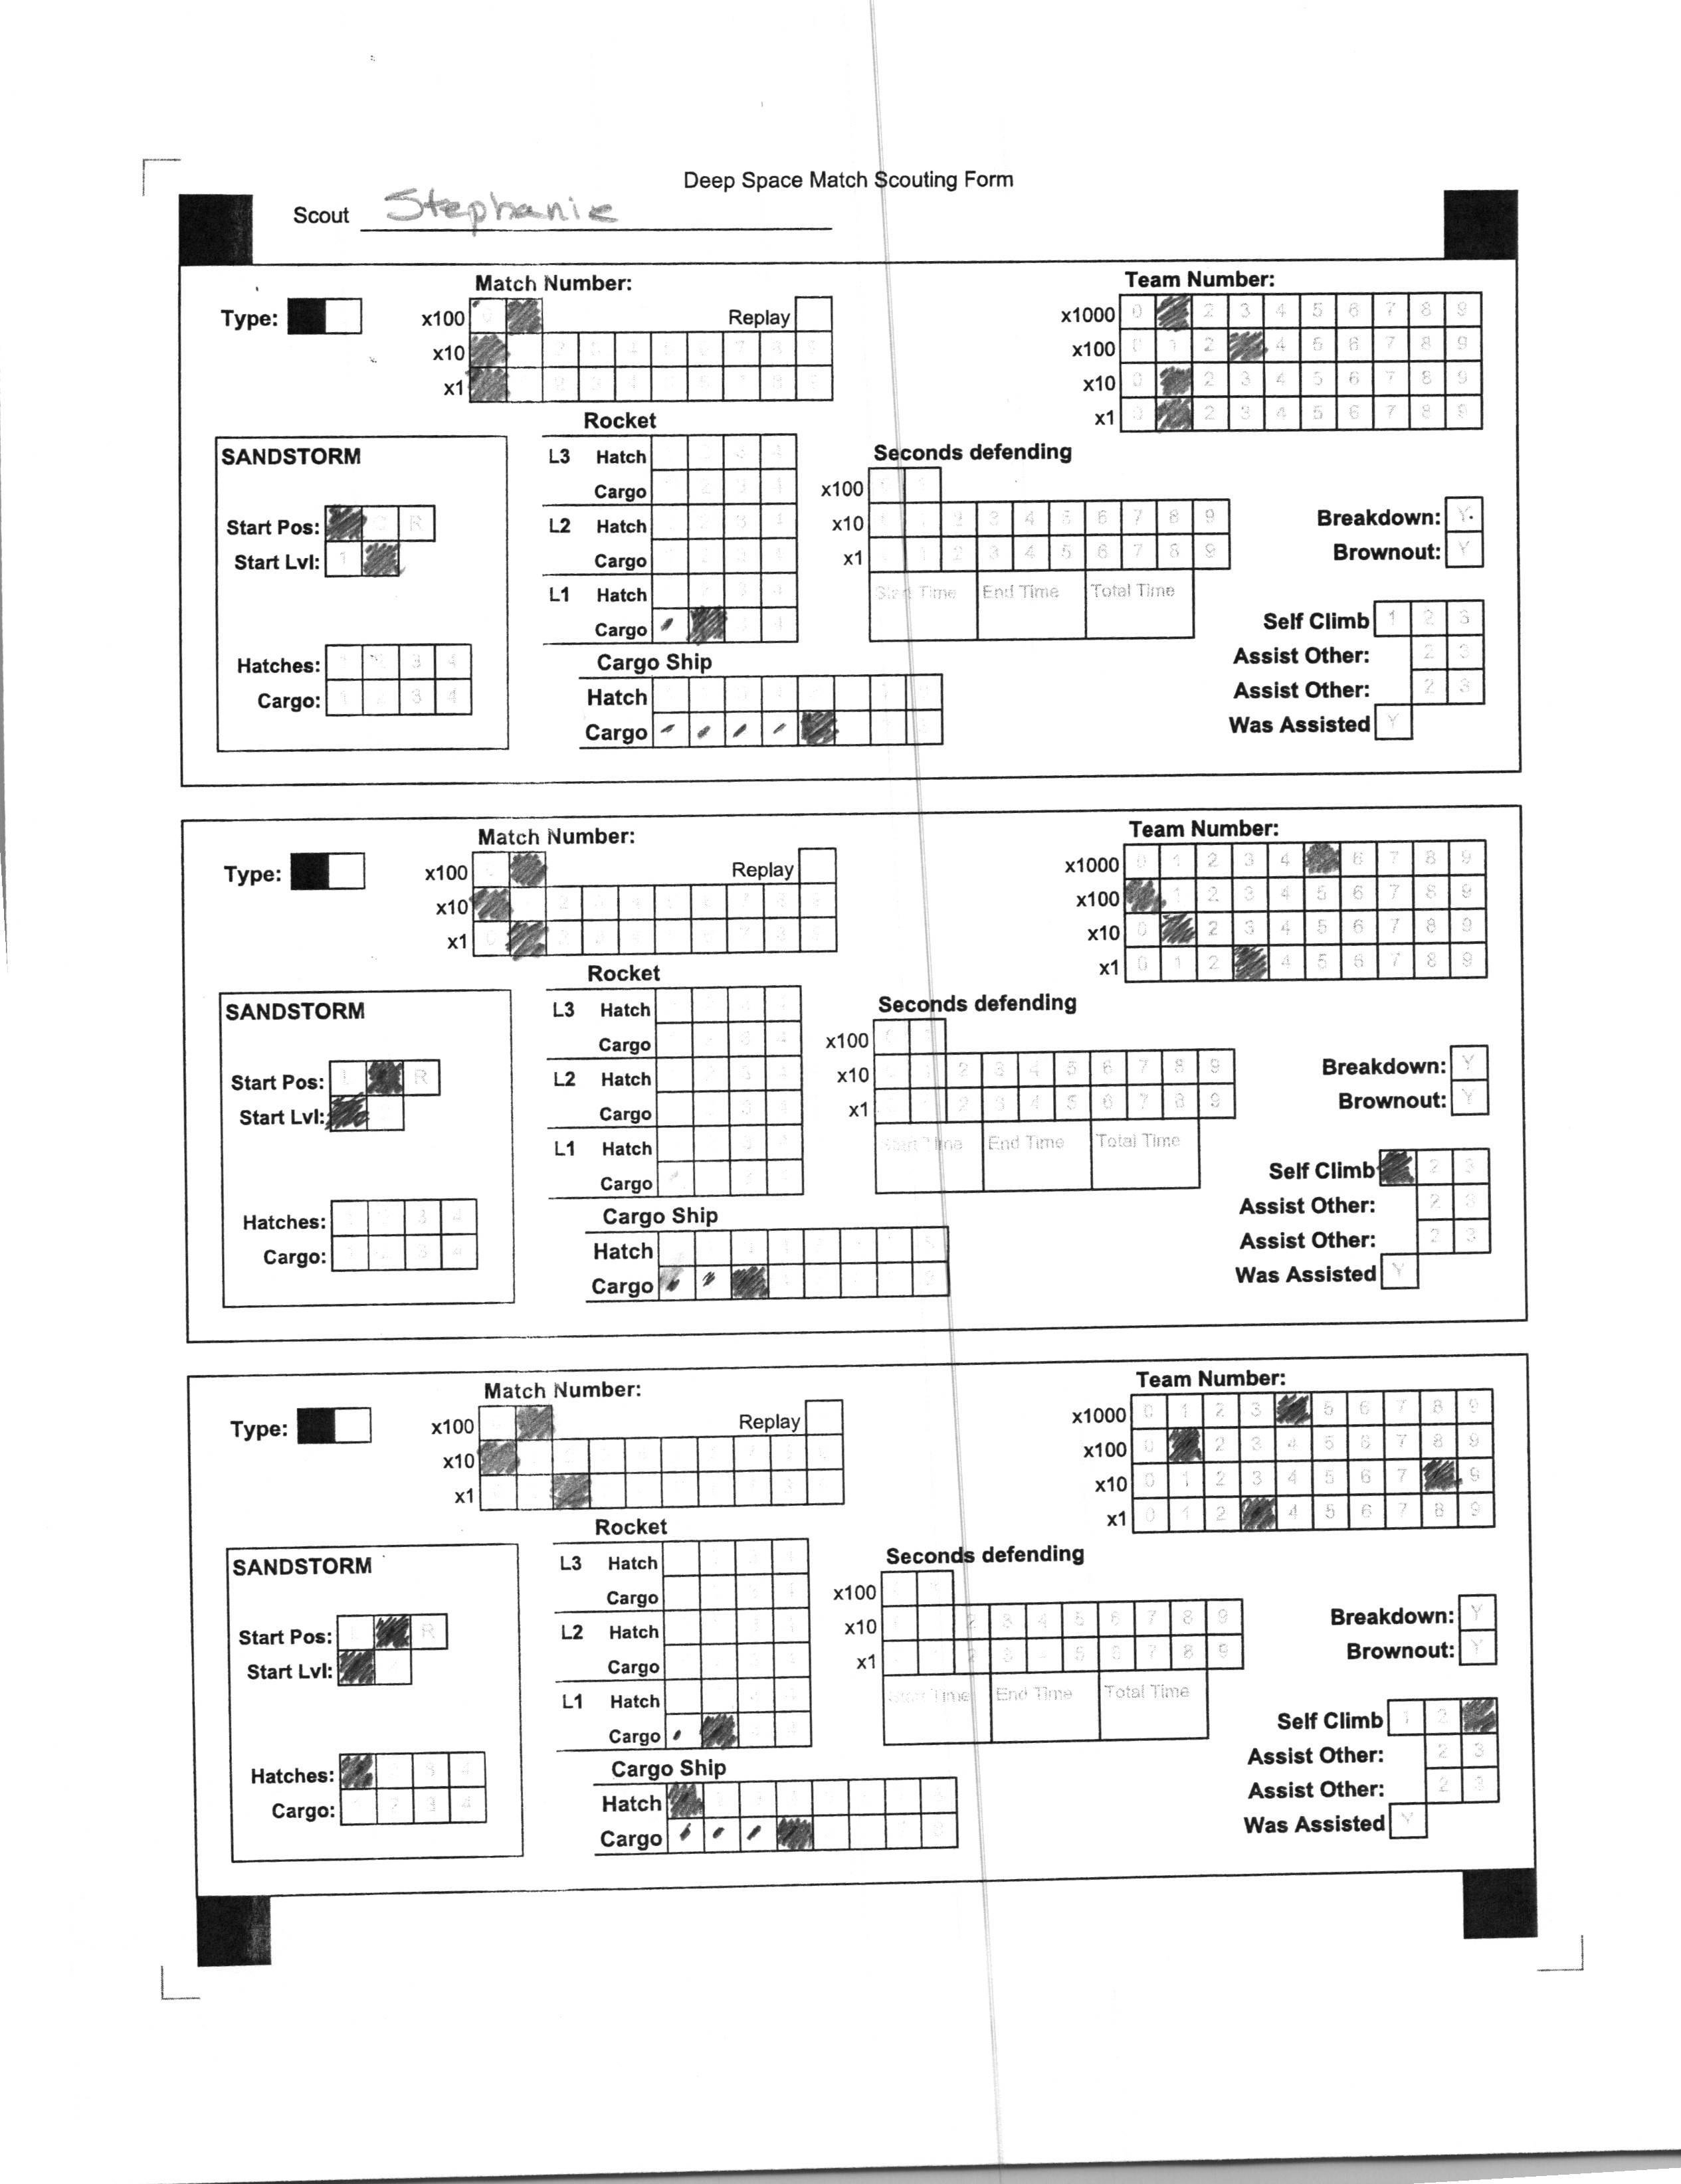 Deep Space Match Scouting Form
Scout Stephanie
Match Number:
Team Number:
Type:
x100 Replay
x10
x1
x1000 0 2 3 4 5 6 7 8 9
x100 0 1 2 4 5 6 7 8 9
x10 0 2 3 4 5 6 7 8 9
x1 0 2 3 4 5 6 7 8 9
Rocket
SANDSTORM
Start Pos: R
Start Lvl: 1
Hatches: 3 4
Cargo: 3 4
L3 Hatch
Cargo
L2 Hatch
Cargo
L1 Hatch
Cargo
Cargo Ship
Hatch
Cargo
Seconds defending
x100
x10 2 3 4 5 6 7 8 9
x1 1 2 3 4 5 6 7 8 9
Start Time End Time Total Time
Breakdown: Y
Brownout: Y
Self Climb 1 2 3
Assist Other: 2 3
Assist Other: 2 3
Was Assisted Y
Match Number:
Team Number:
Type:
x100 Replay
x10
x1
x1000 0 1 2 3 4 6 7 8 9
x100 1 2 3 4 5 6 7 8 9
x10 0 2 3 4 5 6 7 8 9
x1 0 1 2 4 5 6 7 8 9
Rocket
SANDSTORM
Start Pos: L R
Start Lvl:
Hatches: 3 4
Cargo: 3 4
L3 Hatch
Cargo
L2 Hatch
Cargo
L1 Hatch
Cargo
Cargo Ship
Hatch
Cargo
Seconds defending
x100
x10 2 3 4 5 6 7 8 9
x1 2 3 4 5 6 7 8 9
Start Time End Time Total Time
Breakdown: Y
Brownout: Y
Self Climb 2 3
Assist Other: 2 3
Assist Other: 2 3
Was Assisted Y
Match Number:
Team Number:
Type:
x100 Replay
x10
x1
x1000 0 1 2 3 5 6 7 8 9
x100 0 2 3 4 5 6 7 8 9
x10 0 1 2 3 4 5 6 7 9
x1 0 1 2 4 5 6 7 8 9
Rocket
SANDSTORM
Start Pos: R
Start Lvl:
Hatches: 3 4
Cargo: 2 3 4
L3 Hatch
Cargo
L2 Hatch
Cargo
L1 Hatch
Cargo
Cargo Ship
Hatch
Cargo
Seconds defending
x100
x10 2 3 4 5 6 7 8 9
x1 2 3 4 5 6 7 8 9
Start Time End Time Total Time
Breakdown: Y
Brownout: Y
Self Climb 1 2
Assist Other: 2 3
Assist Other: 2 3
Was Assisted Y